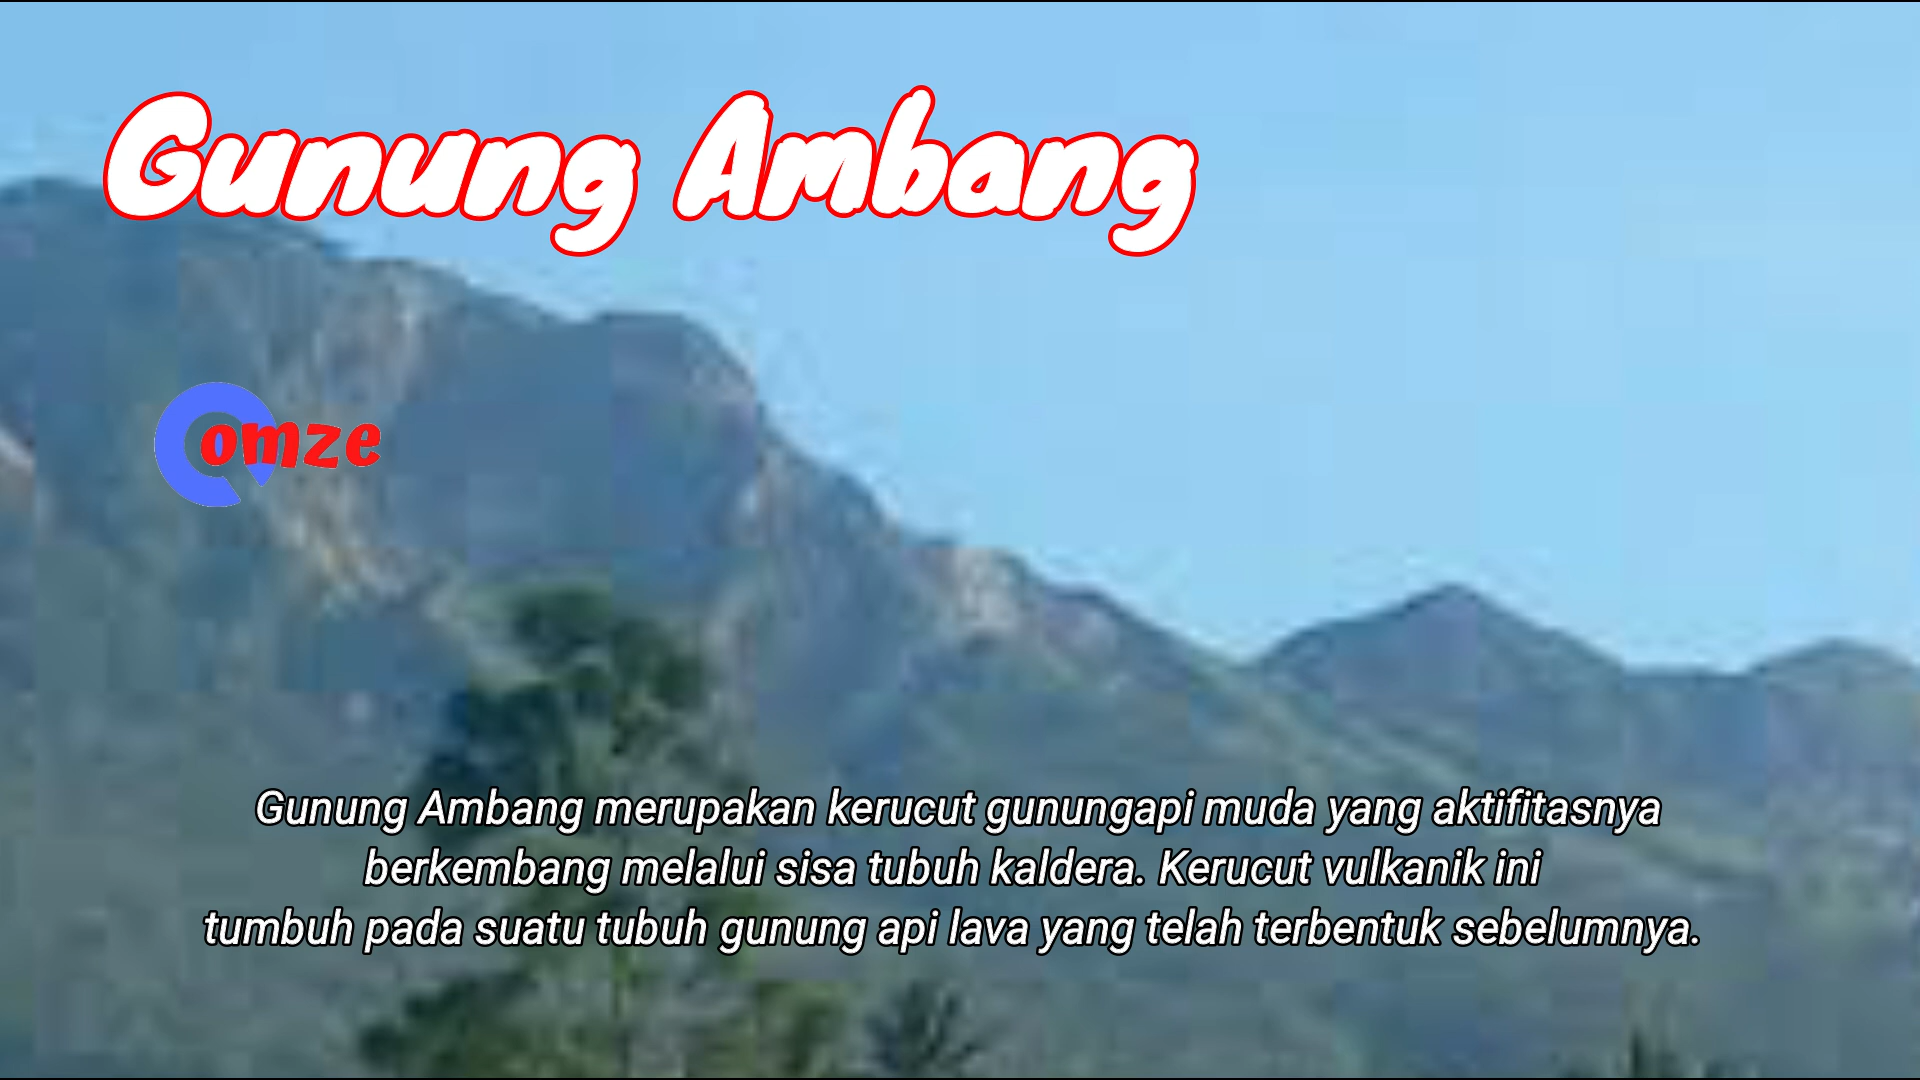 Gunung Ambang
omze
Gunung Ambang merupakan kerucut gunungapi muda yang aktifitasnya
berkembang melalui sisa tubuh kaldera. Kerucut vulkanik ini
tumbuh pada suatu tubuh gunung api lava yang telah terbentuk sebelumnya.